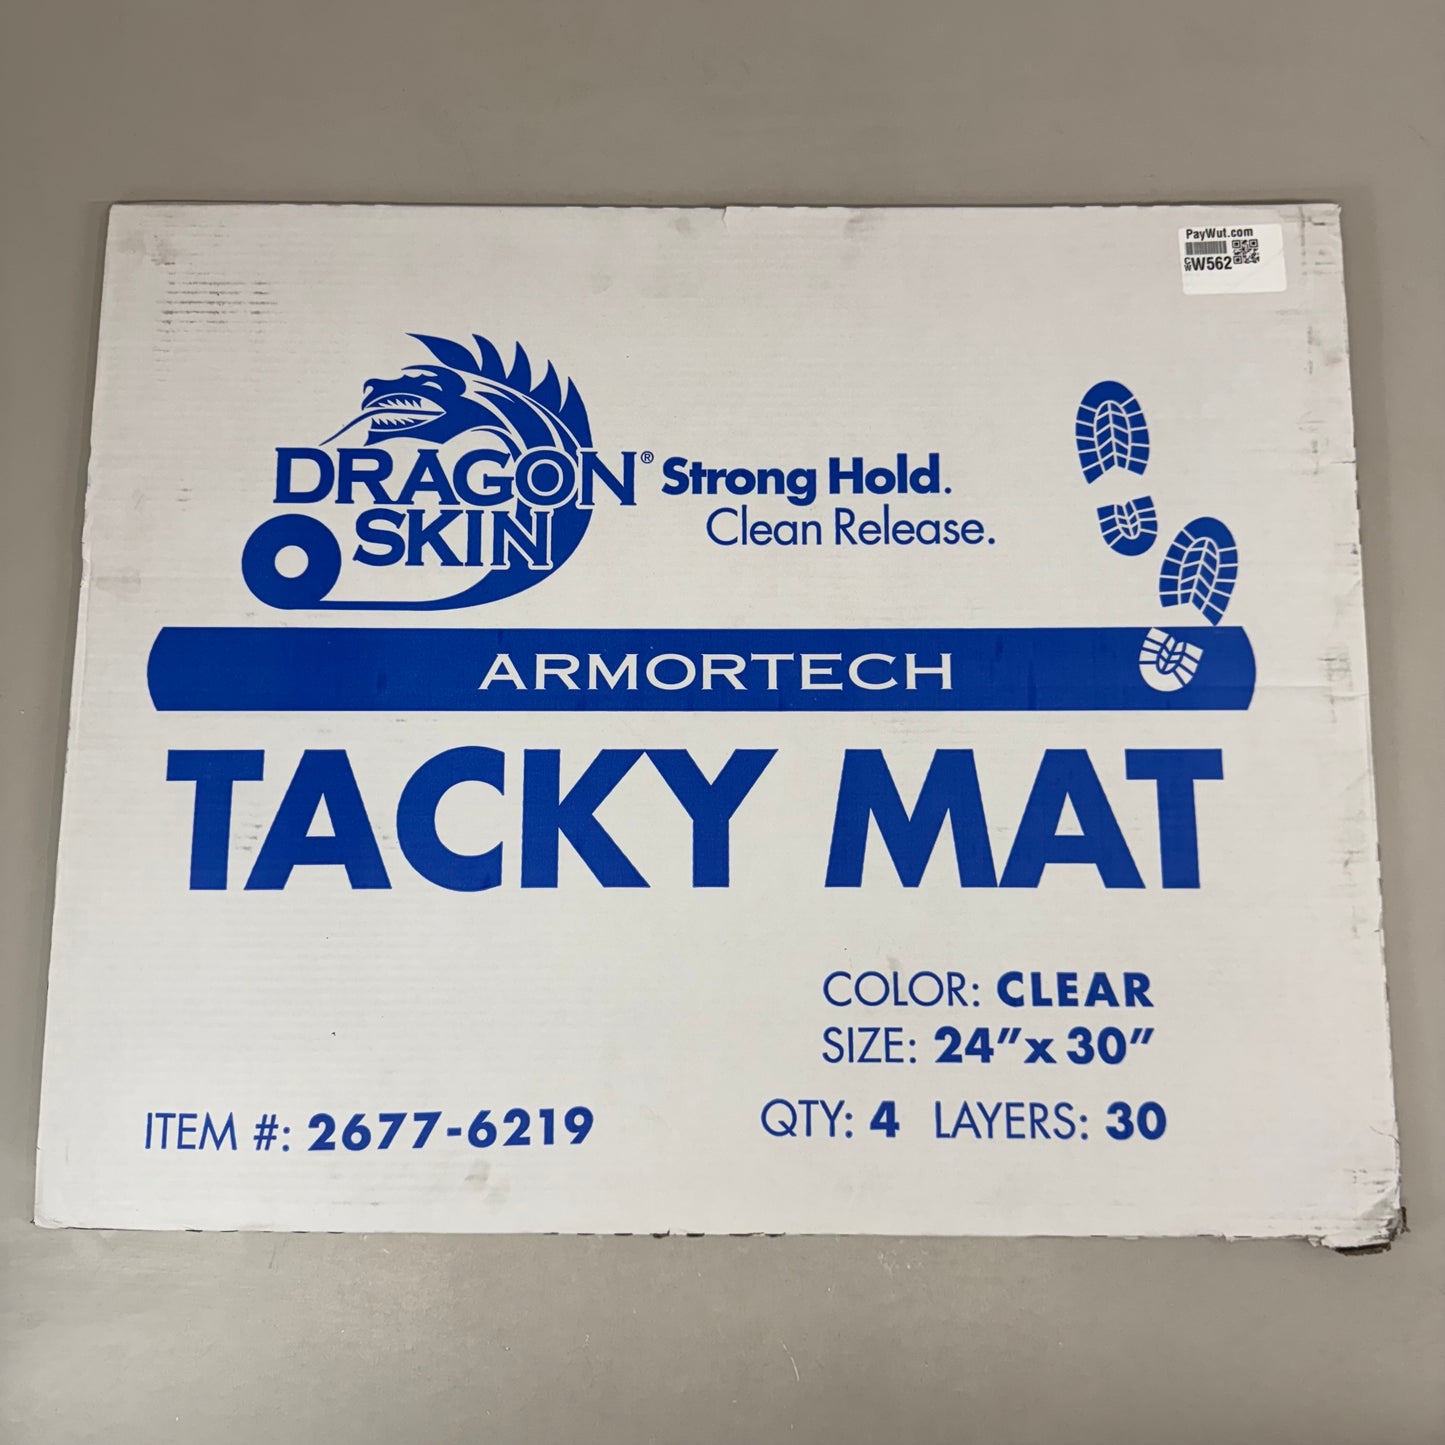 PayWut.com
CW W562
DRAGON® Strong Hold.
SKIN Clean Release.
ARMORTECH
TACKY MAT
COLOR: CLEAR
SIZE: 24”x 30”
ITEM #: 2677-6219 QTY: 4 LAYERS: 30